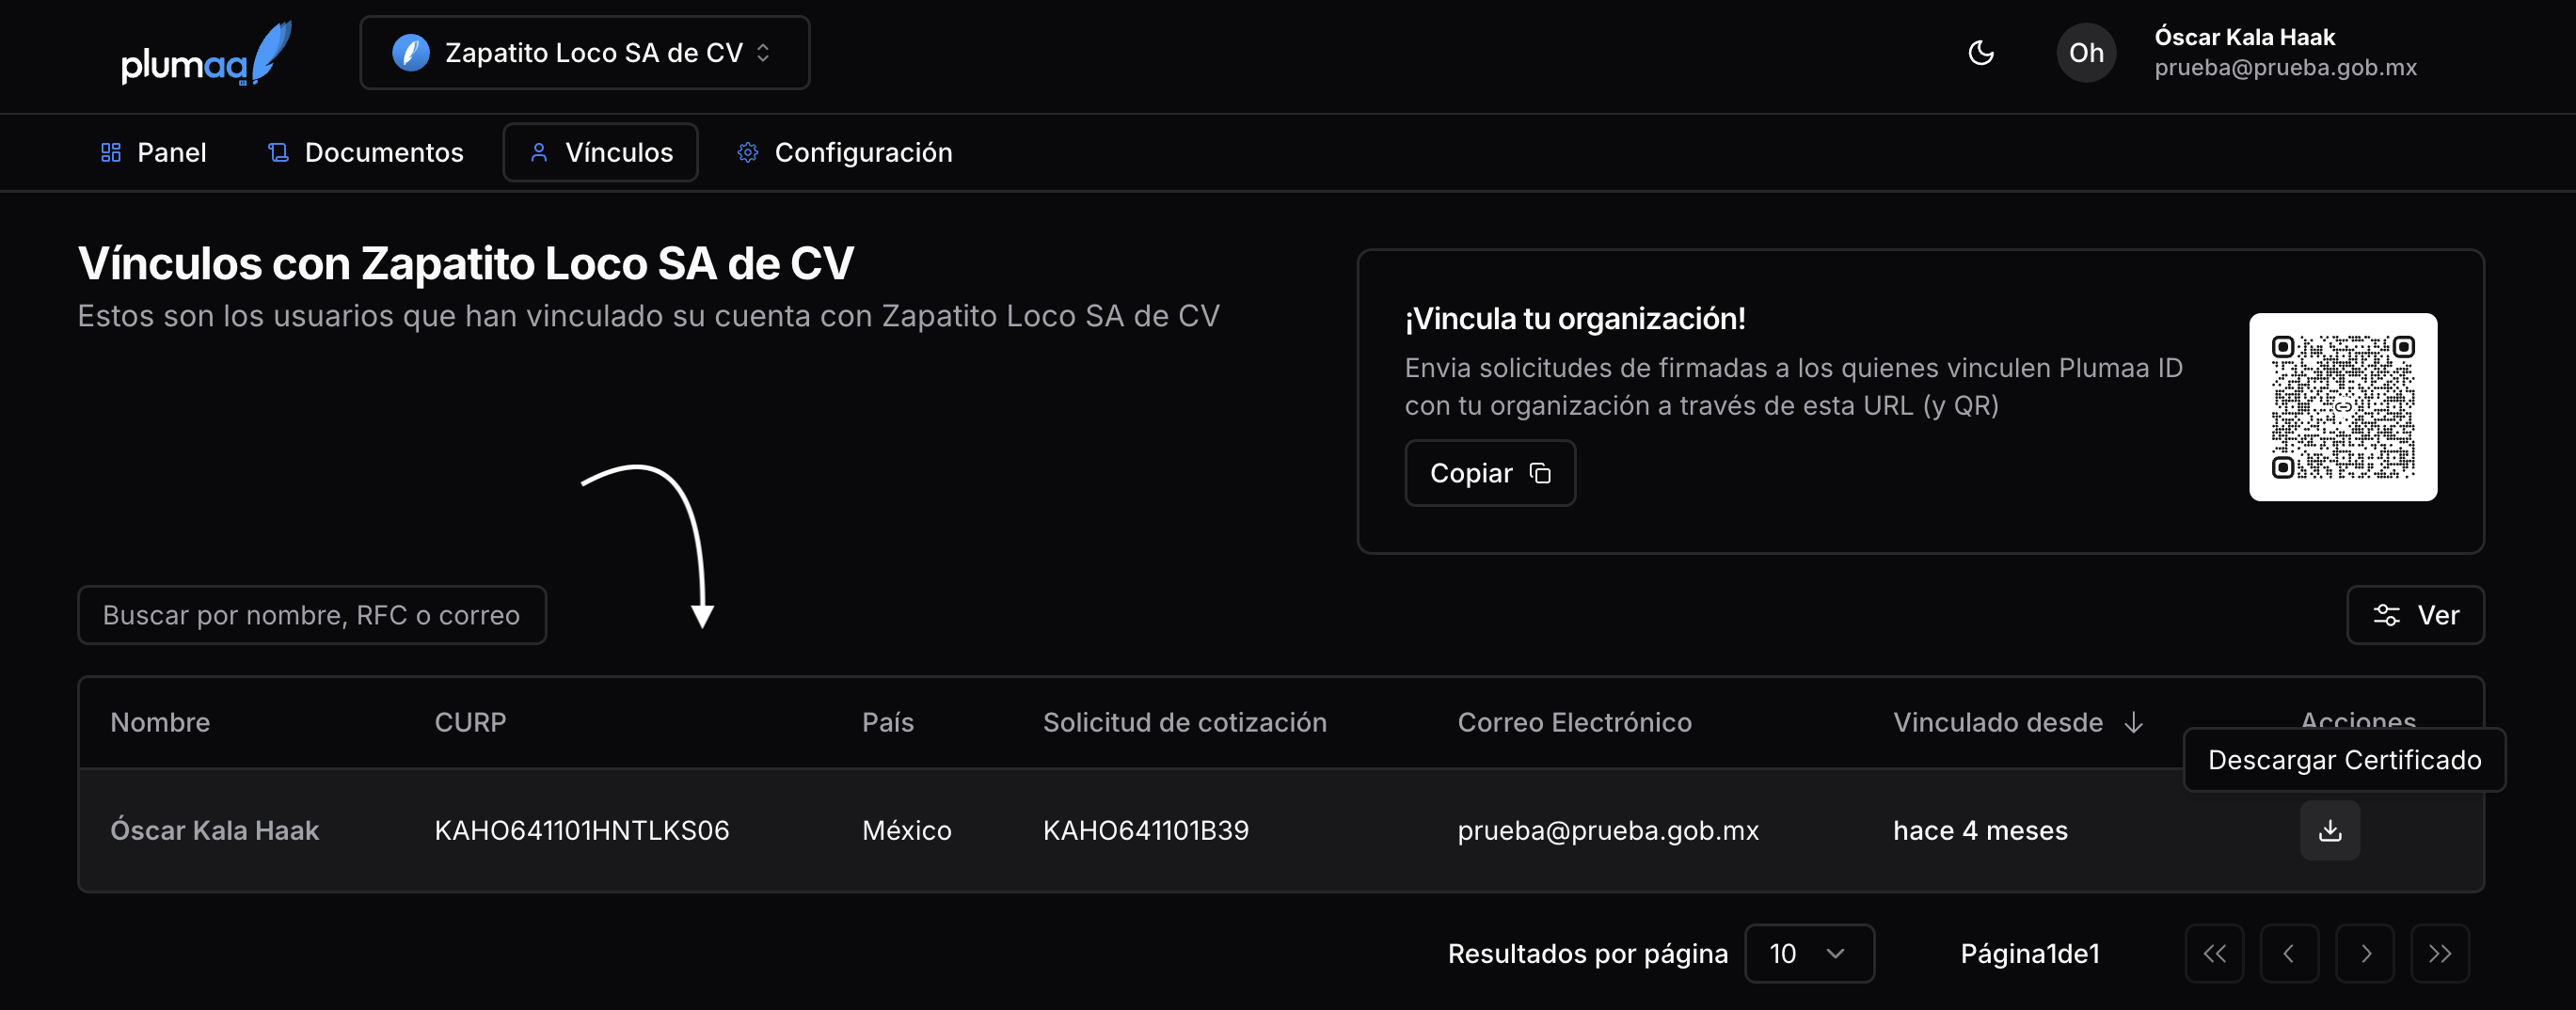 plumaa
Zapatito Loco SA de CV
Oh
Óscar Kala Haak
prueba@prueba.gob.mx
Panel
Documentos
Vínculos
Configuración
Vínculos con Zapatito Loco SA de CV
Estos son los usuarios que han vinculado su cuenta con Zapatito Loco SA de CV
¡Vincula tu organización!
Envia solicitudes de firmadas a los quienes vinculen Plumaa ID
con tu organización a través de esta URL (y QR)
Copiar
Buscar por nombre, RFC o correo
Ver
Nombre CURP País Solicitud de cotización Correo Electrónico Vinculado desde Acciones
Descargar Certificado
Óscar Kala Haak KAHO641101HNTLKS06 México KAHO641101B39 prueba@prueba.gob.mx hace 4 meses
Resultados por página 10 Página1de1